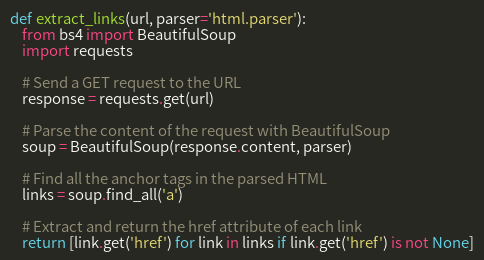 def extract_links(url, parser='html.parser'):
    from bs4 import BeautifulSoup
    import requests

    # Send a GET request to the URL
    response = requests.get(url)

    # Parse the content of the request with BeautifulSoup
    soup = BeautifulSoup(response.content, parser)

    # Find all the anchor tags in the parsed HTML
    links = soup.find_all('a')

    # Extract and return the href attribute of each link
    return [link.get('href') for link in links if link.get('href') is not None]